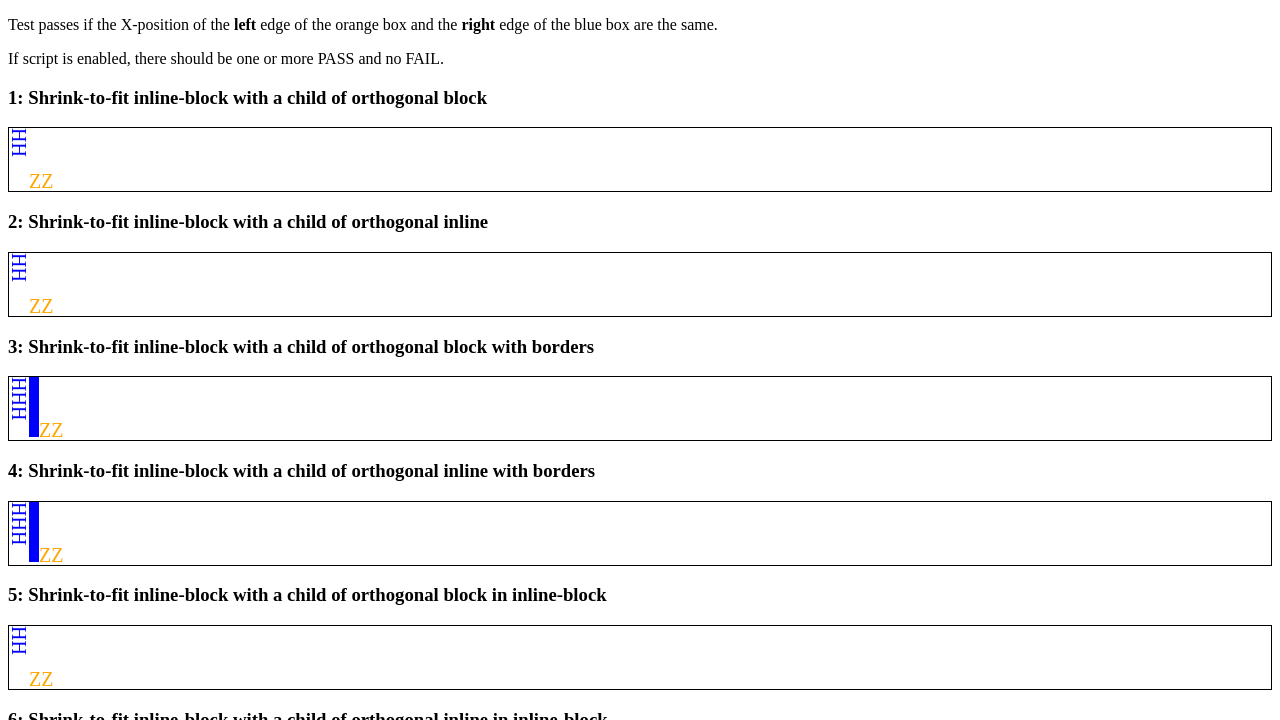 Test passes if the X-position of the left edge of the orange box and the right edge of the blue box are the same.
If script is enabled, there should be one or more PASS and no FAIL.
1: Shrink-to-fit inline-block with a child of orthogonal block
HH
ZZ
2: Shrink-to-fit inline-block with a child of orthogonal inline
HH
ZZ
3: Shrink-to-fit inline-block with a child of orthogonal block with borders
HHH
ZZ
4: Shrink-to-fit inline-block with a child of orthogonal inline with borders
HHH
ZZ
5: Shrink-to-fit inline-block with a child of orthogonal block in inline-block
HH
ZZ
6: Shrink-to-fit inline-block with a child of orthogonal inline in inline-block